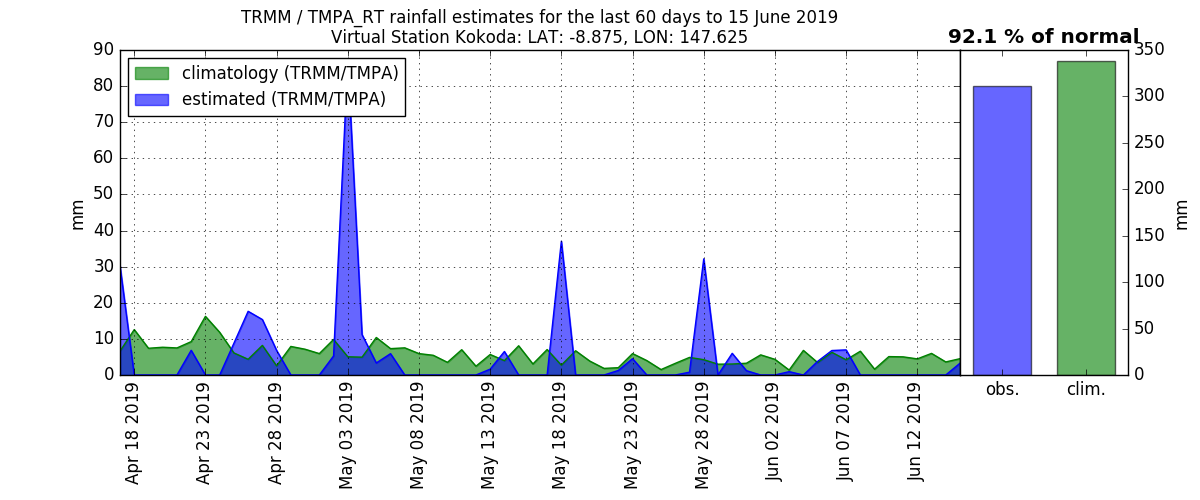 TRMM / TMPA_RT rainfall estimates for the last 60 days to 15 June 2019
Virtual Station Kokoda: LAT: -8.875, LON: 147.625
92.1 % of normal
climatology (TRMM/TMPA)
estimated (TRMM/TMPA)
90
80
70
60
50
40
30
20
10
0
mm
Apr 18 2019
Apr 23 2019
Apr 28 2019
May 03 2019
May 08 2019
May 13 2019
May 18 2019
May 23 2019
May 28 2019
Jun 02 2019
Jun 07 2019
Jun 12 2019
obs.
clim.
350
300
250
200
150
100
50
0
mm